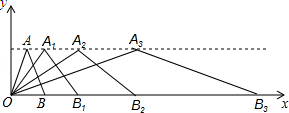 y
A A₁ A₂ A₃
O B B₁ B₂ B₃ x